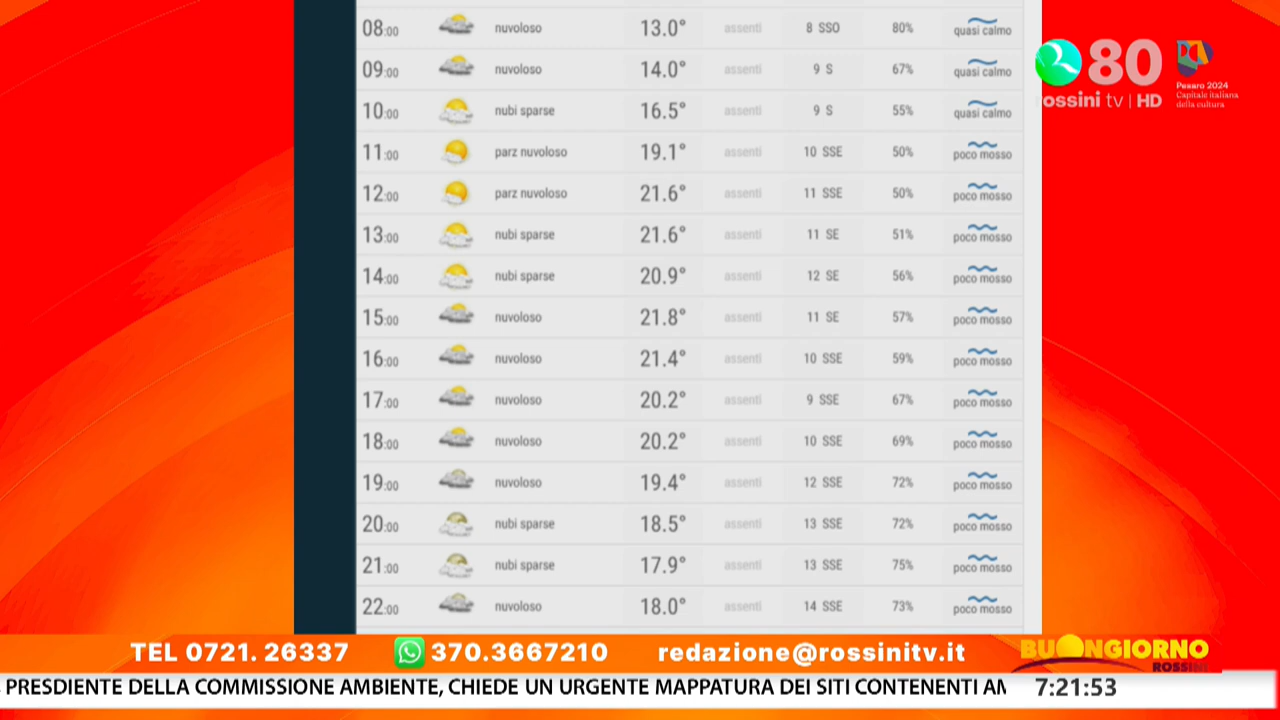 08:00 nuvoloso 13.0° assenti 8 SSO 80% quasi calmo
09:00 nuvoloso 14.0° assenti 9 S 67% quasi calmo
10:00 nubi sparse 16.5° assenti 9 S 55% quasi calmo
11:00 parz nuvoloso 19.1° assenti 10 SSE 50% poco mosso
12:00 parz nuvoloso 21.6° assenti 11 SSE 50% poco mosso
13:00 nubi sparse 21.6° assenti 11 SE 51% poco mosso
14:00 nubi sparse 20.9° assenti 12 SE 56% poco mosso
15:00 nuvoloso 21.8° assenti 11 SE 57% poco mosso
16:00 nuvoloso 21.4° assenti 10 SSE 59% poco mosso
17:00 nuvoloso 20.2° assenti 9 SSE 67% poco mosso
18:00 nuvoloso 20.2° assenti 10 SSE 69% poco mosso
19:00 nuvoloso 19.4° assenti 12 SSE 72% poco mosso
20:00 nubi sparse 18.5° assenti 13 SSE 72% poco mosso
21:00 nubi sparse 17.9° assenti 13 SSE 75% poco mosso
22:00 nuvoloso 18.0° assenti 14 SSE 73% poco mosso
80
rossini tv | HD
Pesaro 2024
Capitale italiana
della cultura
TEL 0721. 26337 370.3667210 redazione@rossinitv.it
BUONGIORNO
ROSSINI
PRESDIENTE DELLA COMMISSIONE AMBIENTE, CHIEDE UN URGENTE MAPPATURA DEI SITI CONTENENTI AM 7:21:53